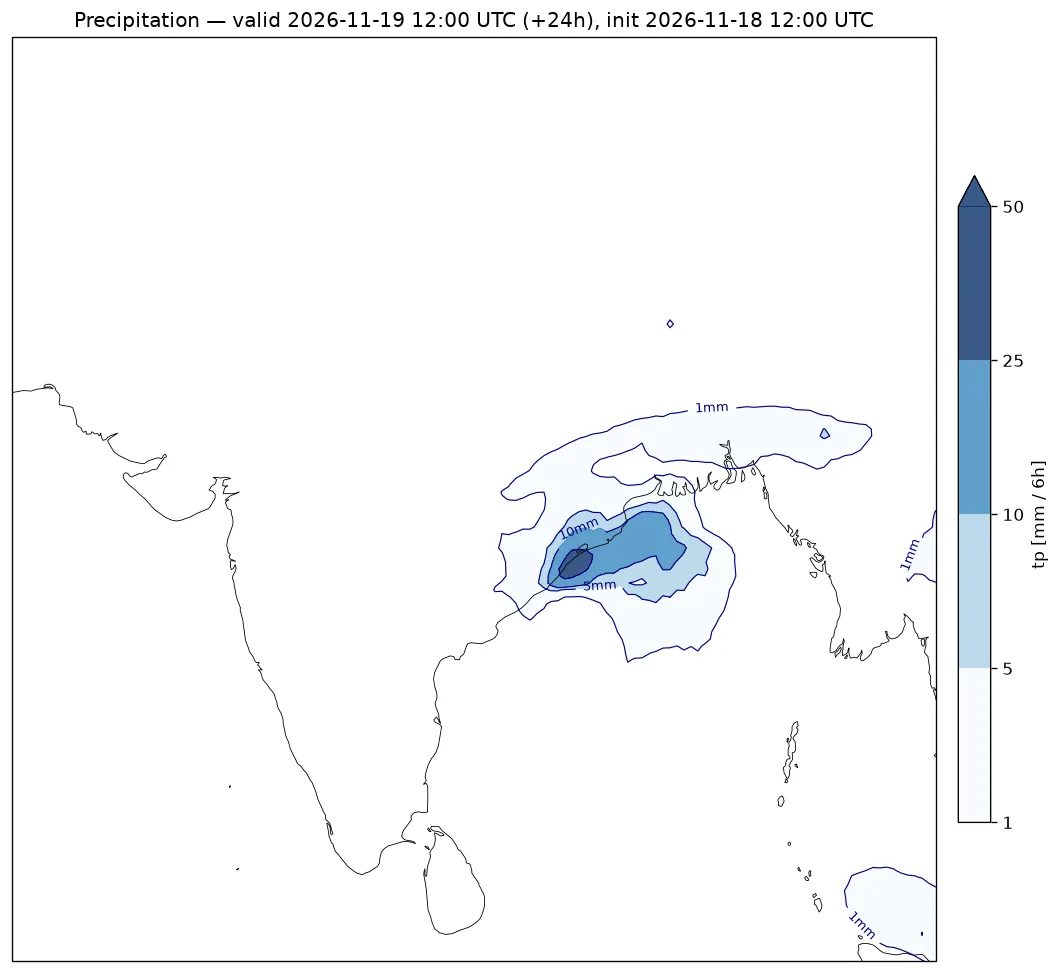 Precipitation — valid 2026-11-19 12:00 UTC (+24h), init 2026-11-18 12:00 UTC
50
25
10
5
1
tp [mm / 6h]
1mm
10mm
5mm
1mm
1mm